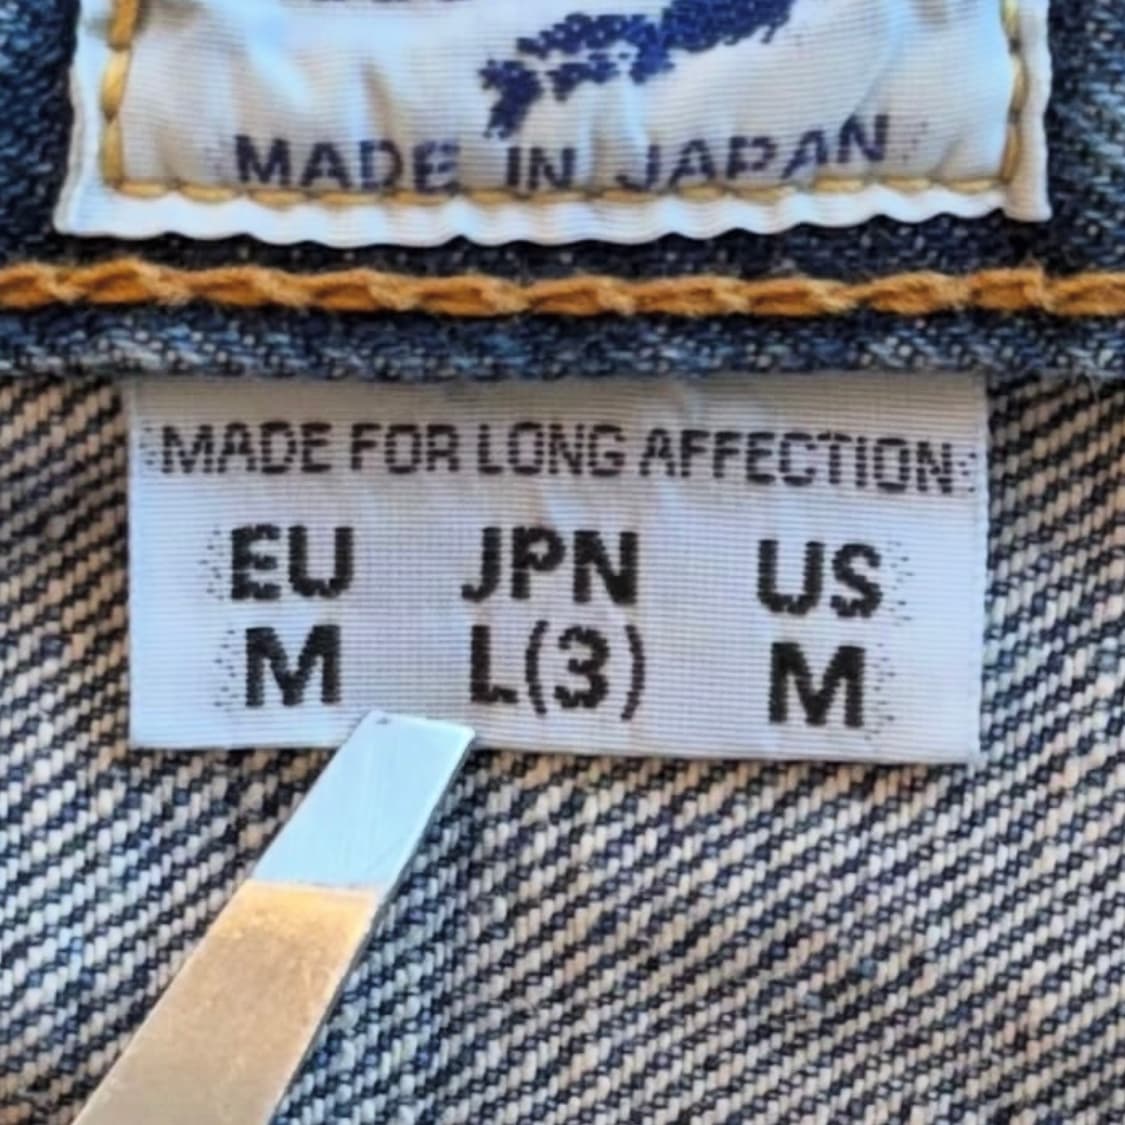 MADE IN JAPAN
MADE FOR LONG AFFECTION
EU JPN US
M L(3) M